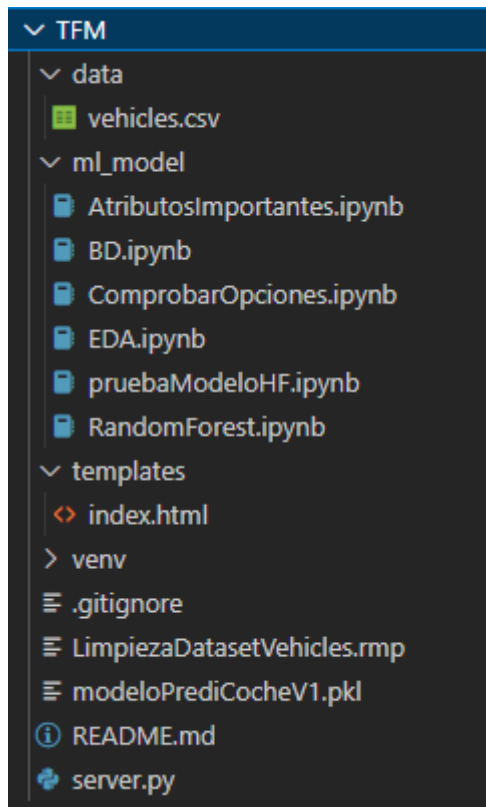 TFM
data
vehicles.csv
ml_model
AtributosImportantes.ipynb
BD.ipynb
ComprobarOpciones.ipynb
EDA.ipynb
pruebaModeloHF.ipynb
RandomForest.ipynb
templates
index.html
venv
.gitignore
LimpiezaDatasetVehicles.rmp
modeloPrediCocheV1.pkl
README.md
server.py